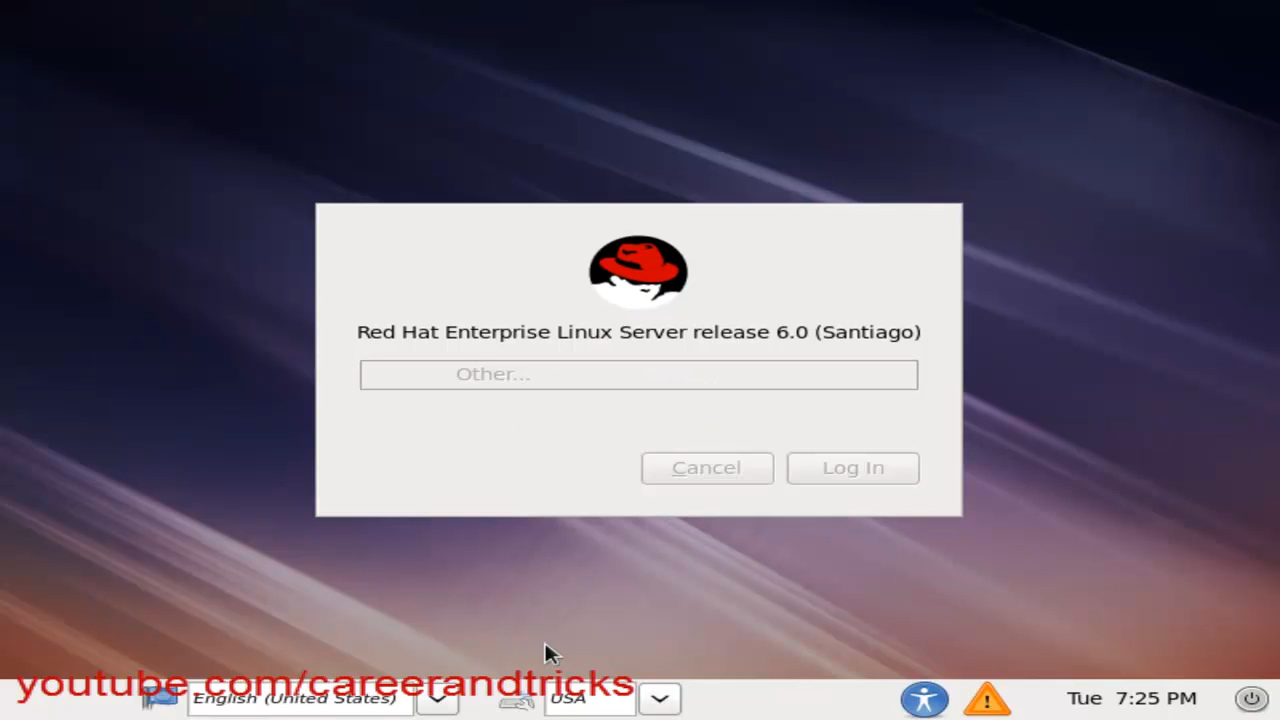 Red Hat Enterprise Linux Server release 6.0 (Santiago)
Other...
Cancel
Log In
youtube.com/careerandtricks
English (United States)
USA
Tue 7:25 PM